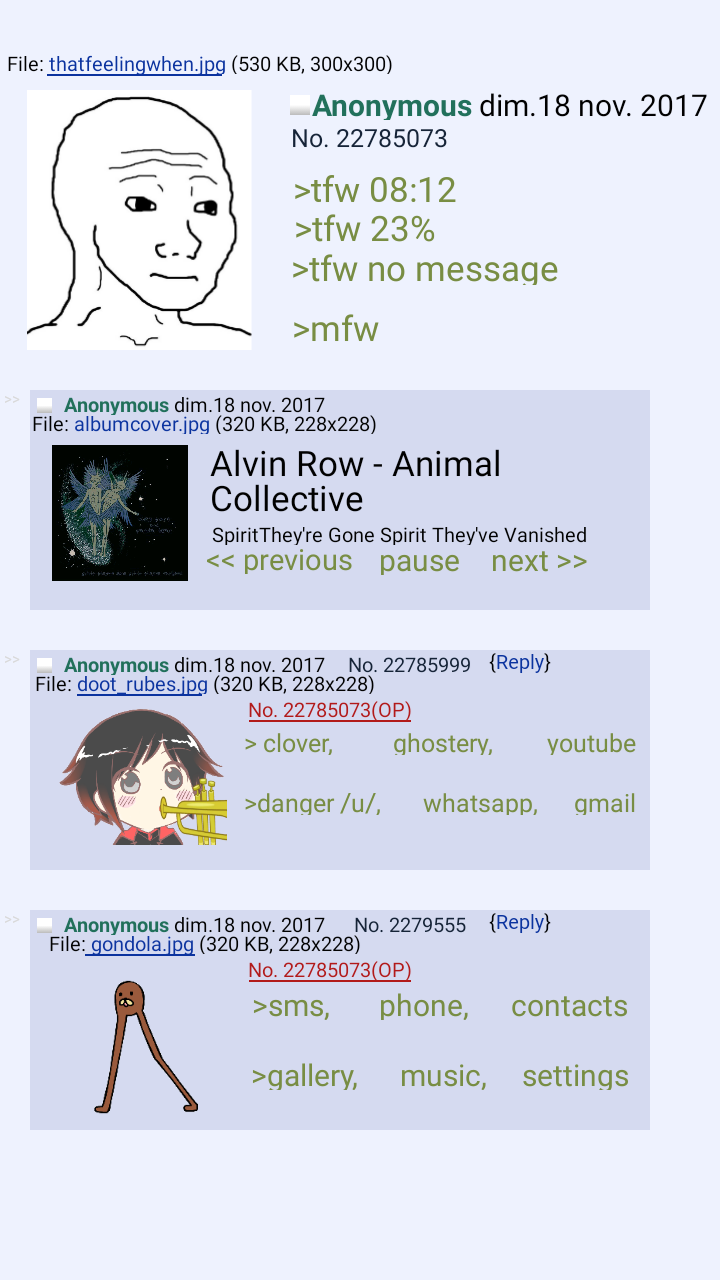 File: thatfeelingwhen.jpg (530 KB, 300x300)
Anonymous dim.18 nov. 2017
No. 22785073
>tfw 08:12
>tfw 23%
>tfw no message
>mfw
>> Anonymous dim.18 nov. 2017
File: albumcover.jpg (320 KB, 228x228)
Alvin Row - Animal
Collective
SpiritThey're Gone Spirit They've Vanished
<< previous pause next >>
>> Anonymous dim.18 nov. 2017 No. 22785999 {Reply}
File: doot_rubes.jpg (320 KB, 228x228)
No. 22785073(OP)
> clover, ghostery, youtube
>danger /u/, whatsapp, gmail
>> Anonymous dim.18 nov. 2017 No. 2279555 {Reply}
File: gondola.jpg (320 KB, 228x228)
No. 22785073(OP)
>sms, phone, contacts
>gallery, music, settings